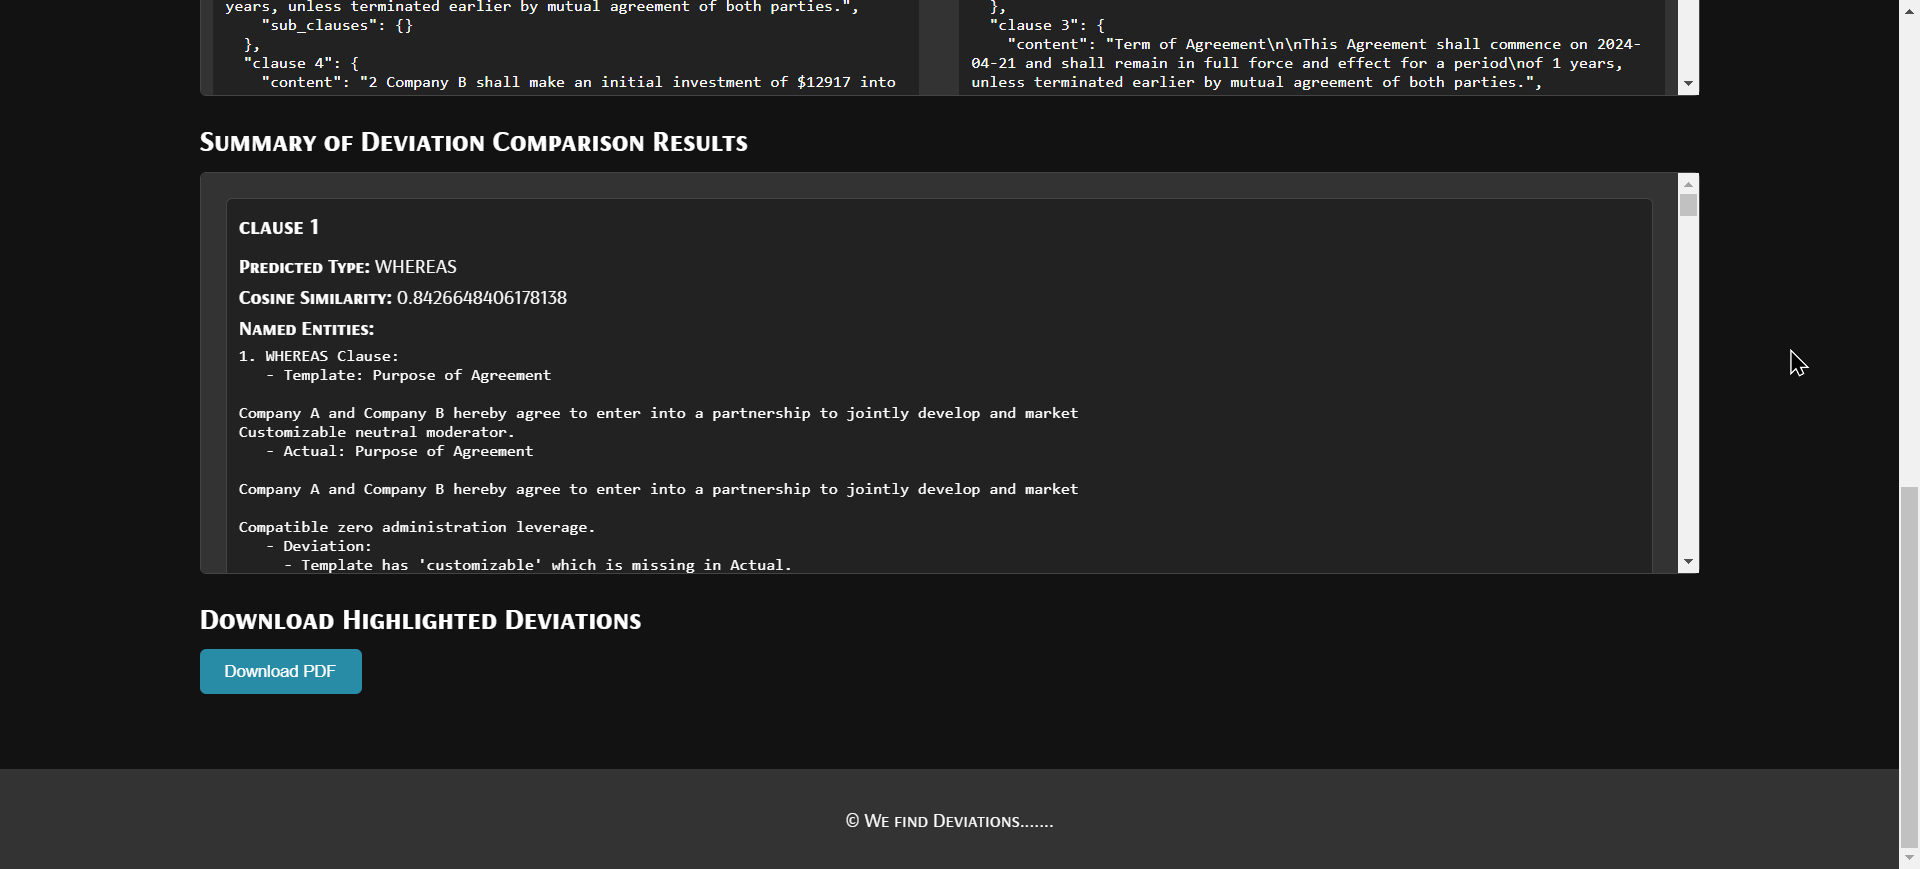 years, unless terminated earlier by mutual agreement of both parties.",
"sub_clauses": {}
},
"clause 4": {
"content": "2 Company B shall make an initial investment of $12917 into
},
"clause 3": {
"content": "Term of Agreement\n\nThis Agreement shall commence on 2024-
04-21 and shall remain in full force and effect for a period\nof 1 years,
unless terminated earlier by mutual agreement of both parties.",
Summary of Deviation Comparison Results
clause 1
Predicted Type: WHEREAS
Cosine Similarity: 0.8426648406178138
Named Entities:
1. WHEREAS Clause:
- Template: Purpose of Agreement
Company A and Company B hereby agree to enter into a partnership to jointly develop and market
Customizable neutral moderator.
- Actual: Purpose of Agreement
Company A and Company B hereby agree to enter into a partnership to jointly develop and market
Compatible zero administration leverage.
- Deviation:
- Template has 'customizable' which is missing in Actual.
Download Highlighted Deviations
Download PDF
© We find Deviations.......